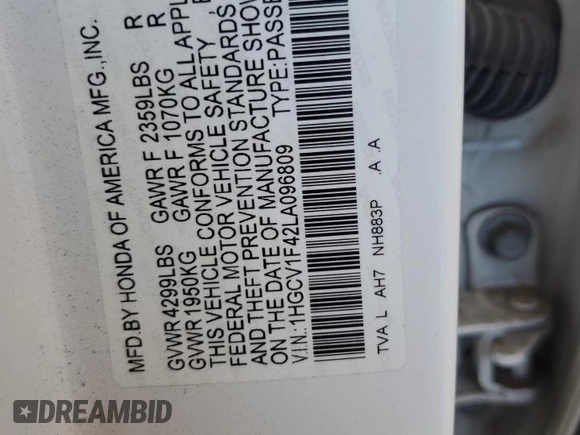 MFD.BY HONDA OF AMERICA MFG.,INC.
GVWR 4299LBS GAWR F 2359LBS R
GVWR 1950KG GAWR F 1070KG R
THIS VEHICLE CONFORMS TO ALL APPL
FEDERAL MOTOR VEHICLE SAFETY
AND THEFT PREVENTION STANDARDS
ON THE DATE OF MANUFACTURE SHOW
V.I.N.: 1HGCV1F42LA096809 TYPE:PASSE
TVA L AH7 NH883P .A .A
DREAMBID